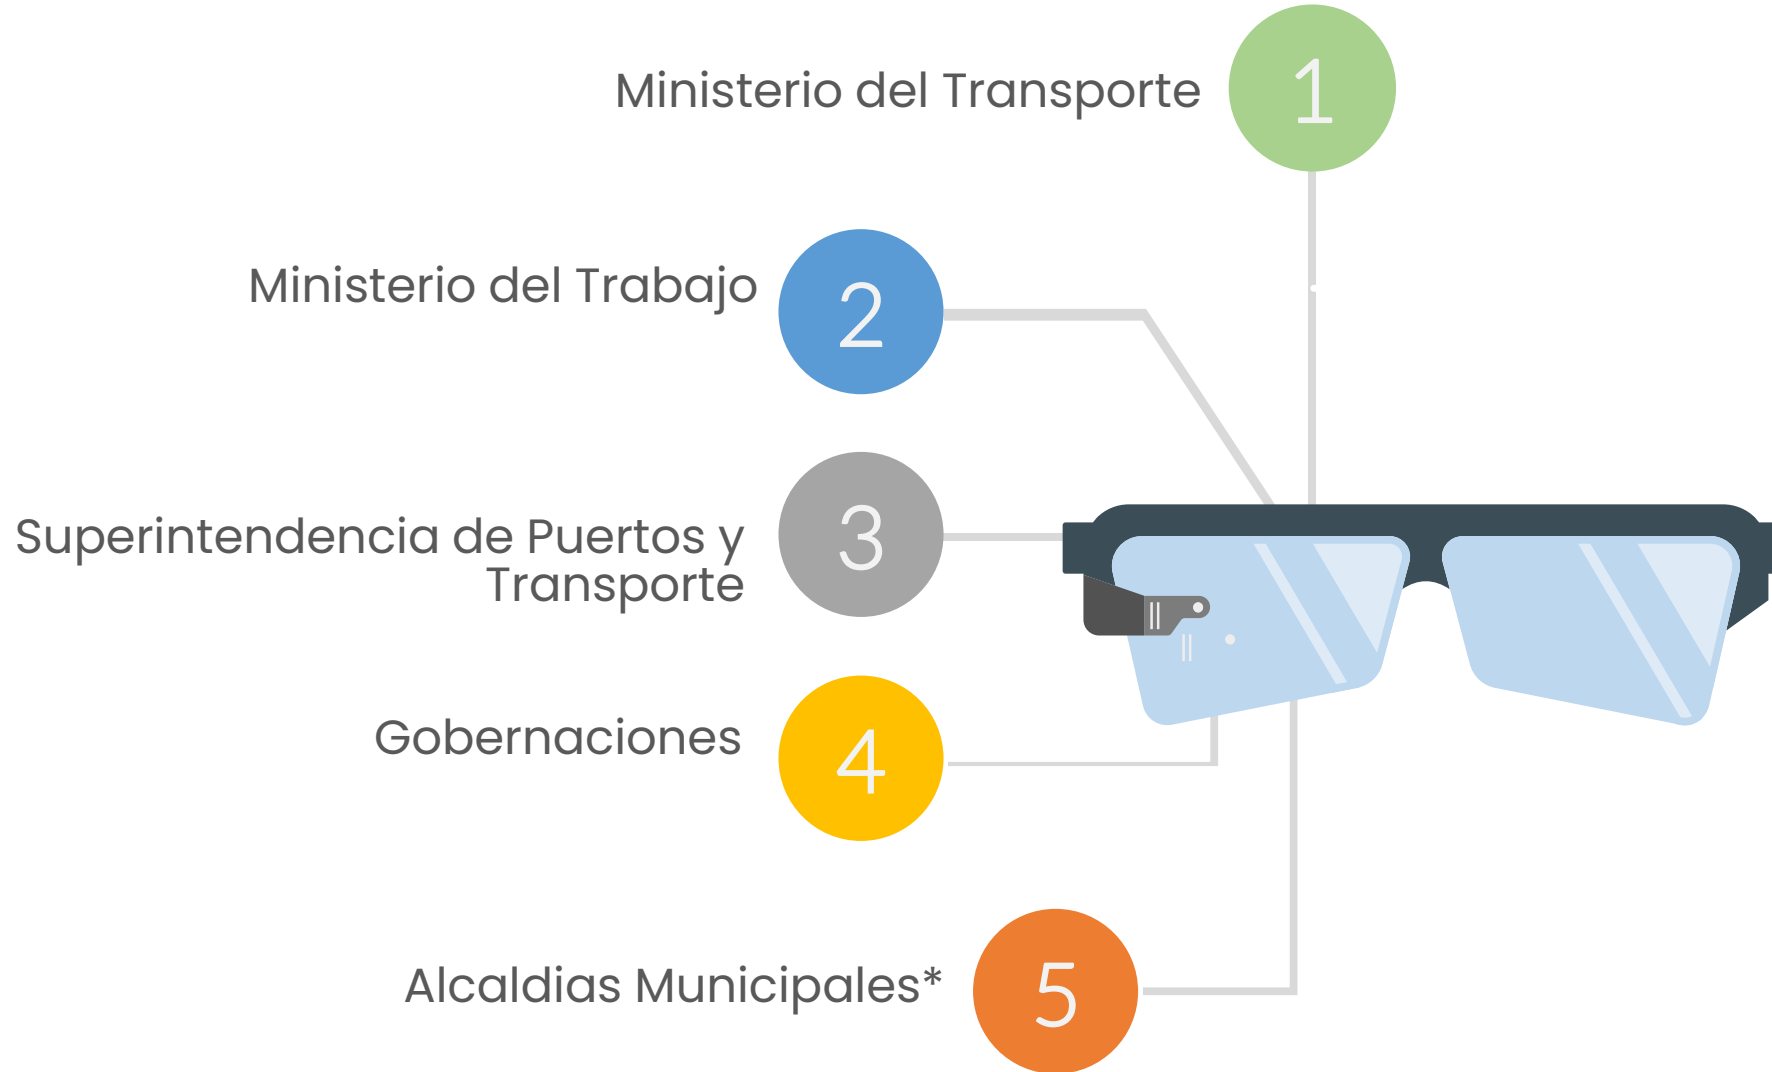 Ministerio del Transporte 1
Ministerio del Trabajo 2
Superintendencia de Puertos y
Transporte 3
Gobernaciones 4
Alcaldias Municipales* 5